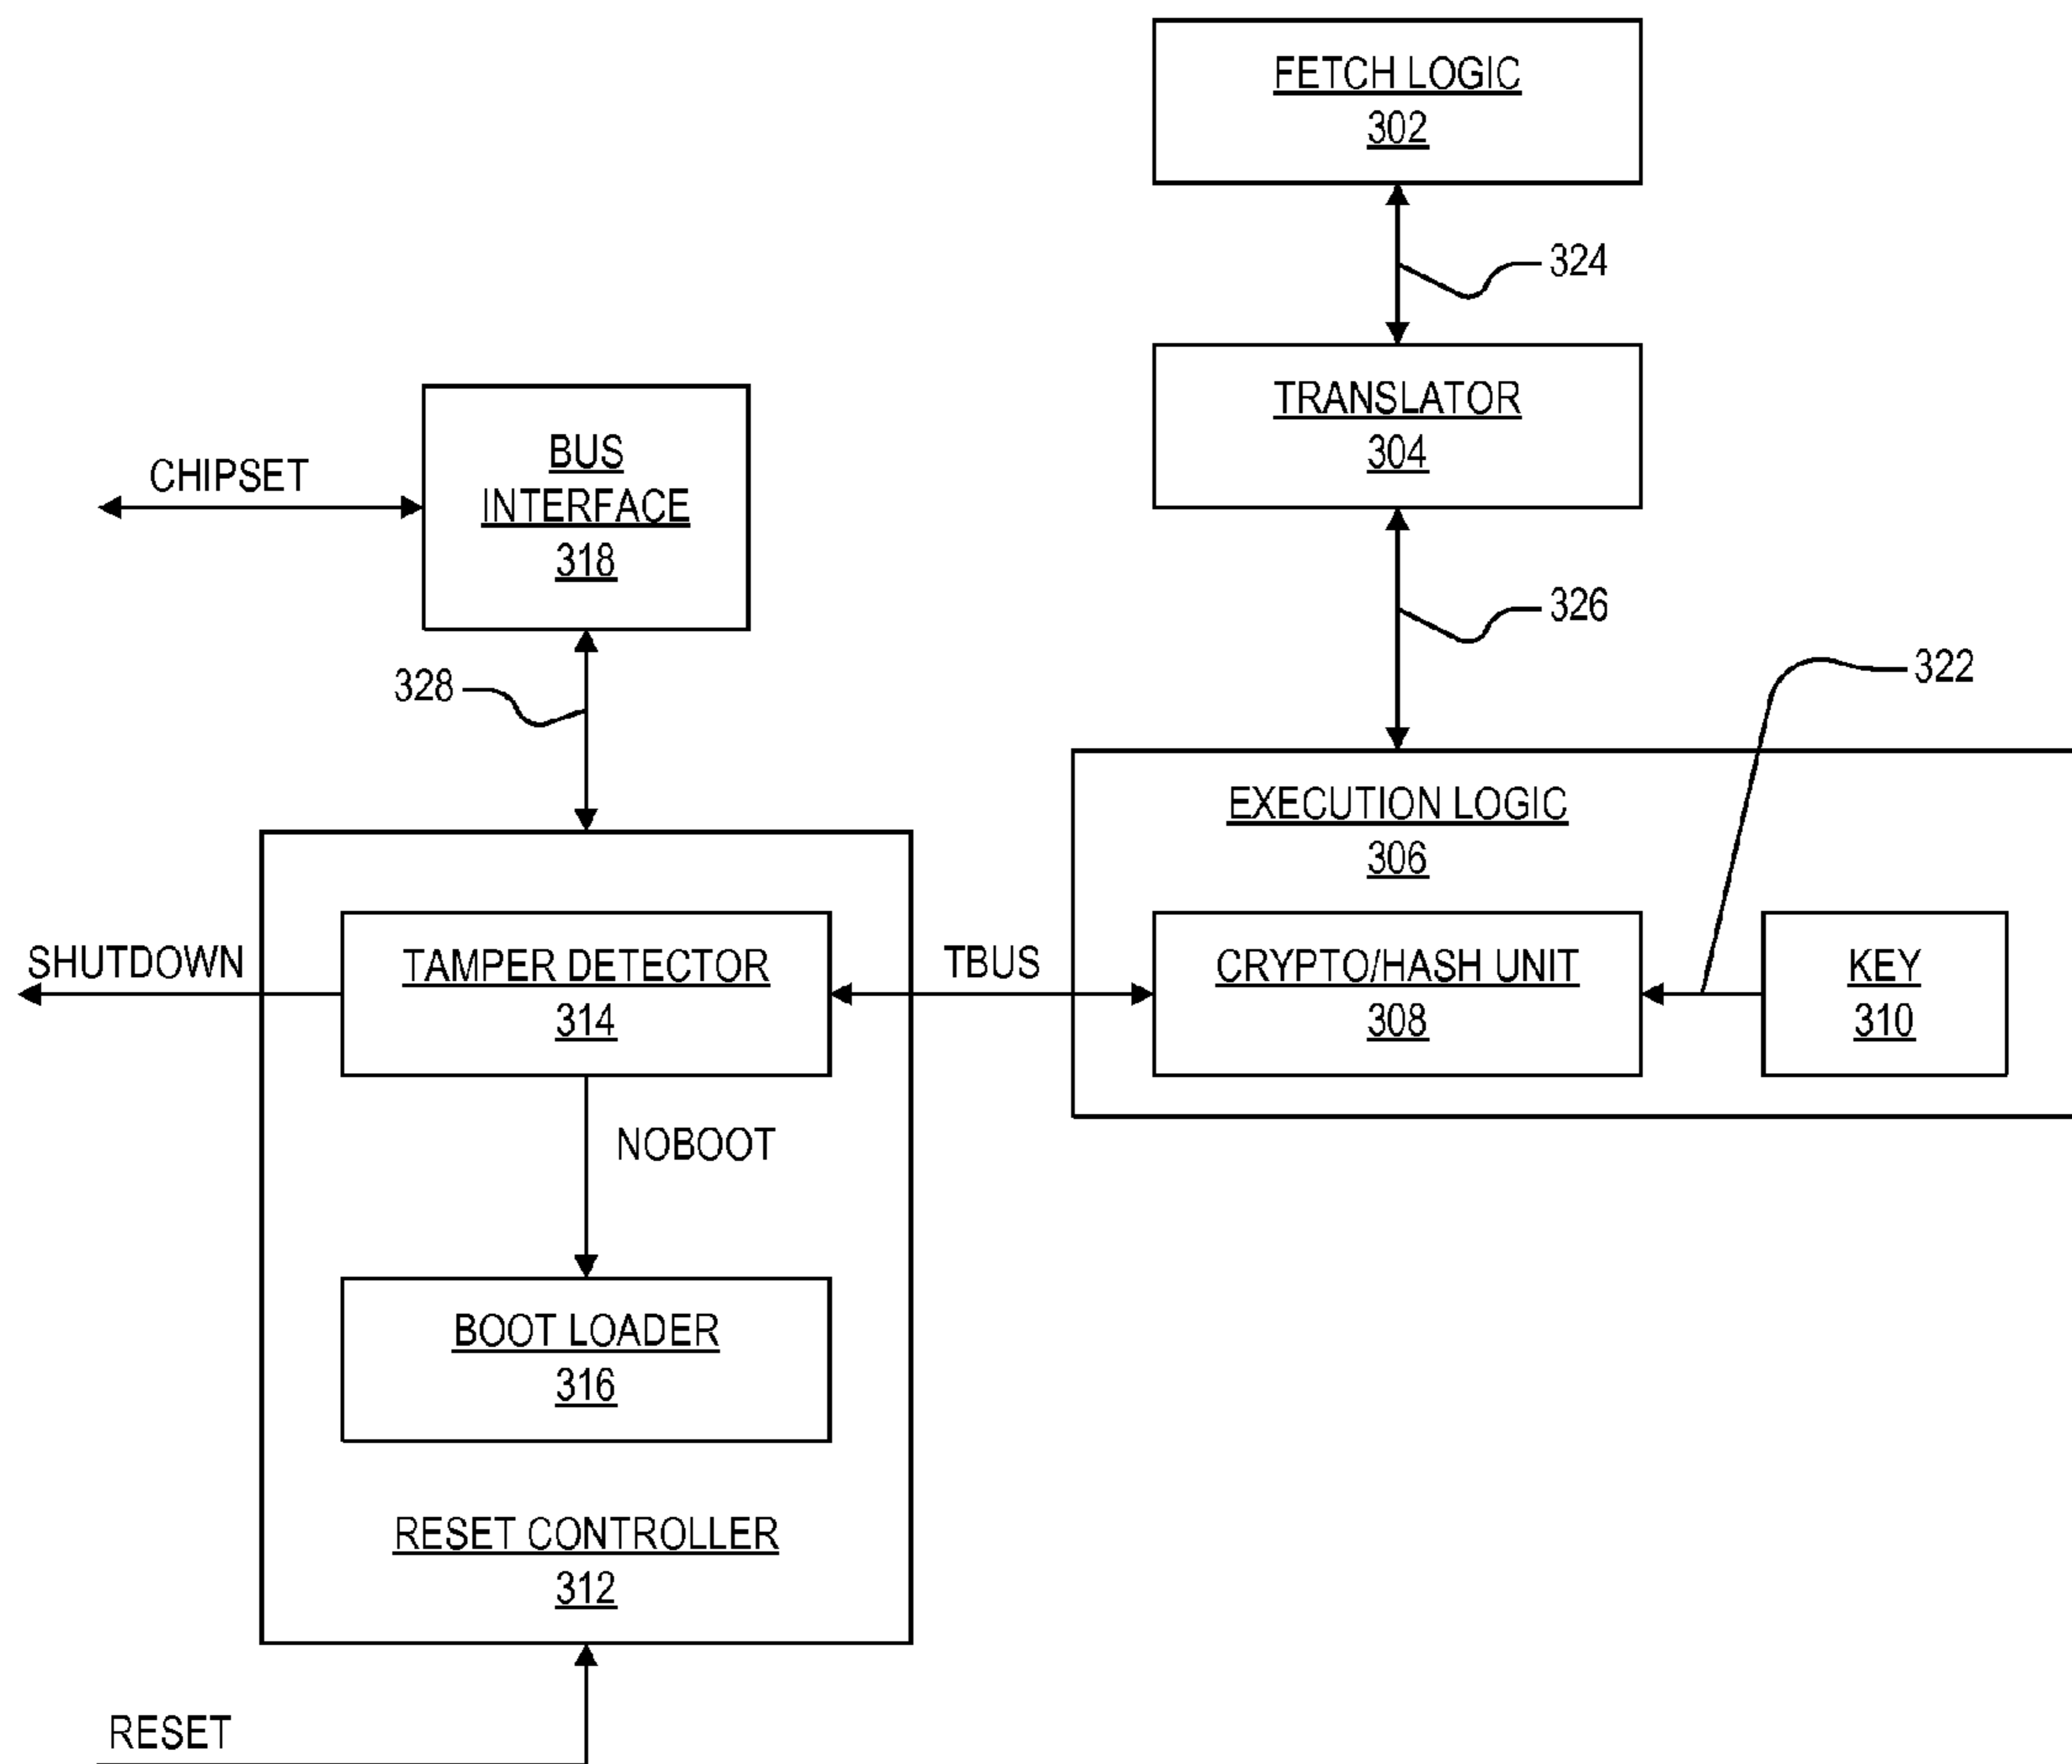 FETCH LOGIC
302
324
TRANSLATOR
304
CHIPSET
BUS
INTERFACE
318
326
322
328
EXECUTION LOGIC
306
SHUTDOWN
TAMPER DETECTOR
314
TBUS
CRYPTO/HASH UNIT
308
KEY
310
NOBOOT
BOOT LOADER
316
RESET CONTROLLER
312
RESET